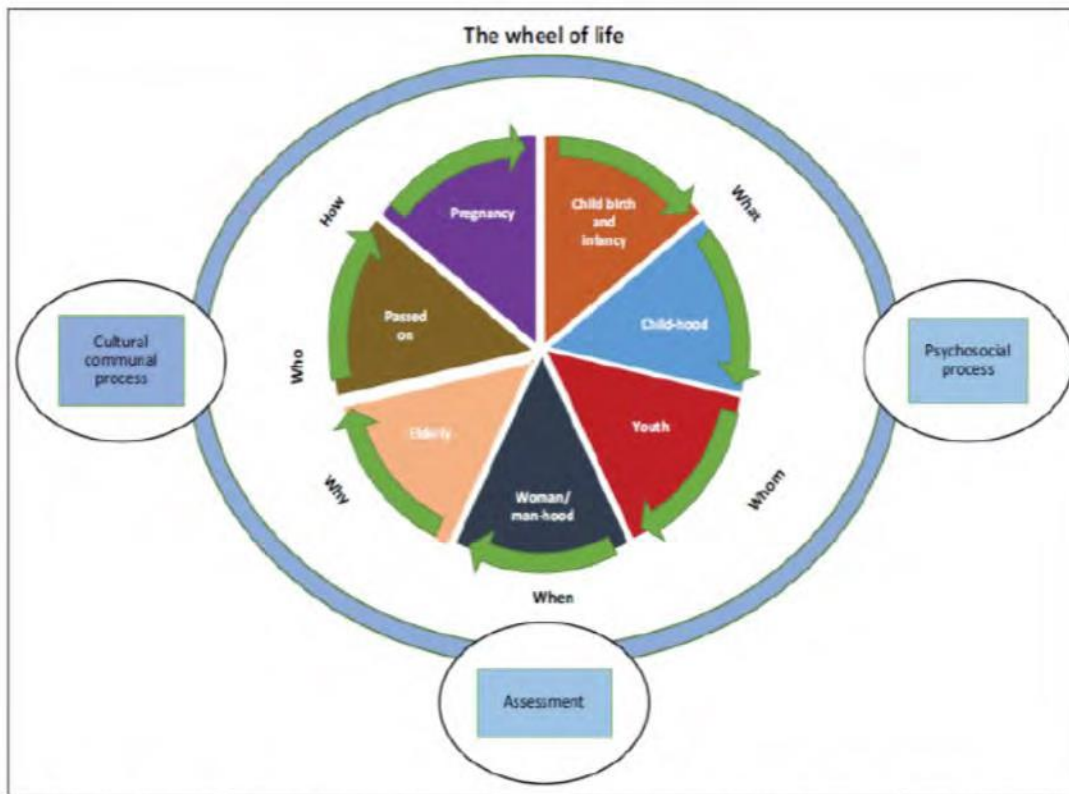 The wheel of life
How
What
Pregnancy
Child birth
and
infancy
Passed
on
Child-hood
Cultural
communal
process
Psychosocial
process
Who
Elderly
Youth
Why
Woman/
man-hood
Whom
When
Assessment